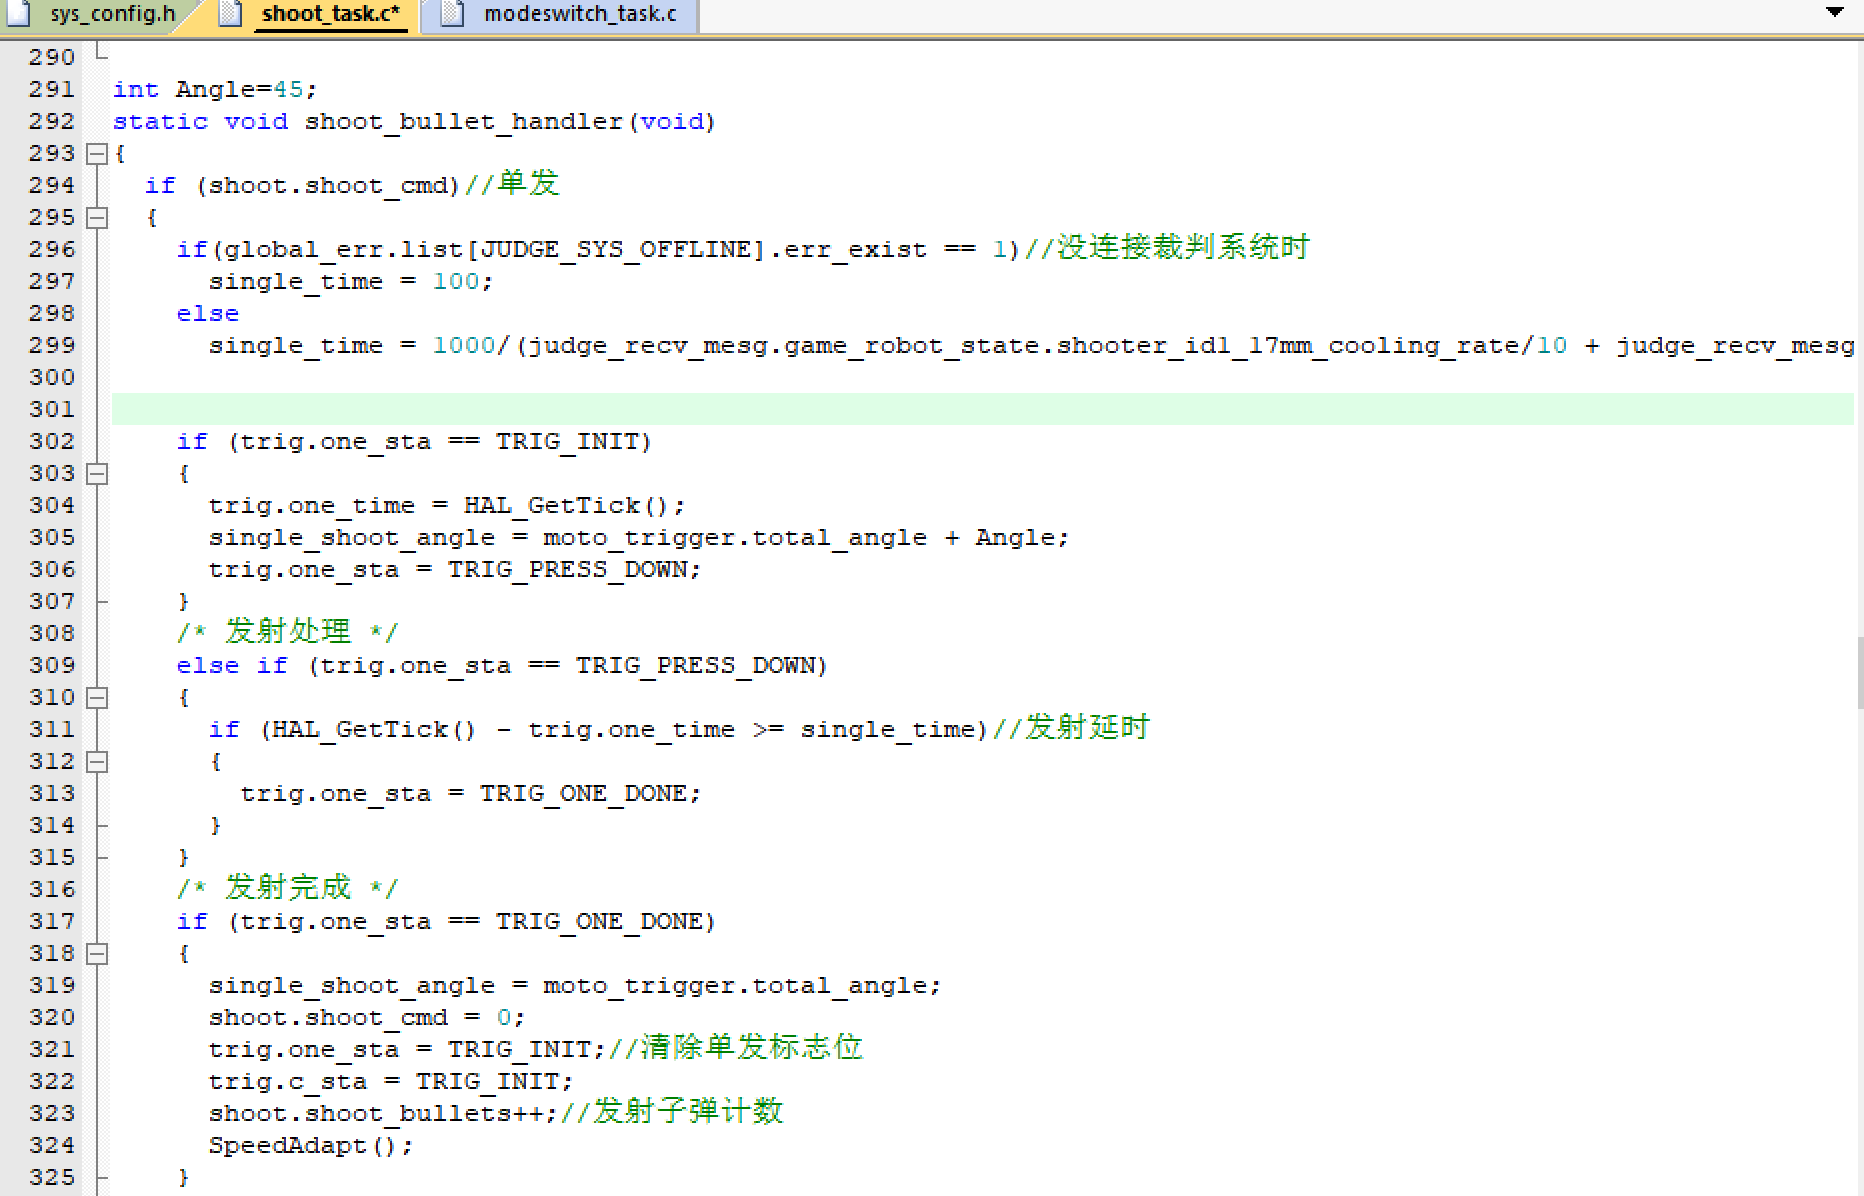 sys_config.h shoot_task.c* modeswitch_task.c
290
291 int Angle=45;
292 static void shoot_bullet_handler(void)
293 {
294 if (shoot.shoot_cmd)//单发
295 {
296 if(global_err.list[JUDGE_SYS_OFFLINE].err_exist == 1)//没连接裁判系统时
297 single_time = 100;
298 else
299 single_time = 1000/(judge_recv_mesg.game_robot_state.shooter_id1_17mm_cooling_rate/10 + judge_recv_mesg
300
301
302 if (trig.one_sta == TRIG_INIT)
303 {
304 trig.one_time = HAL_GetTick();
305 single_shoot_angle = moto_trigger.total_angle + Angle;
306 trig.one_sta = TRIG_PRESS_DOWN;
307 }
308 /* 发射处理 */
309 else if (trig.one_sta == TRIG_PRESS_DOWN)
310 {
311 if (HAL_GetTick() - trig.one_time >= single_time)//发射延时
312 {
313 trig.one_sta = TRIG_ONE_DONE;
314 }
315 }
316 /* 发射完成 */
317 if (trig.one_sta == TRIG_ONE_DONE)
318 {
319 single_shoot_angle = moto_trigger.total_angle;
320 shoot.shoot_cmd = 0;
321 trig.one_sta = TRIG_INIT;//清除单发标志位
322 trig.c_sta = TRIG_INIT;
323 shoot.shoot_bullets++;//发射子弹计数
324 SpeedAdapt();
325 }